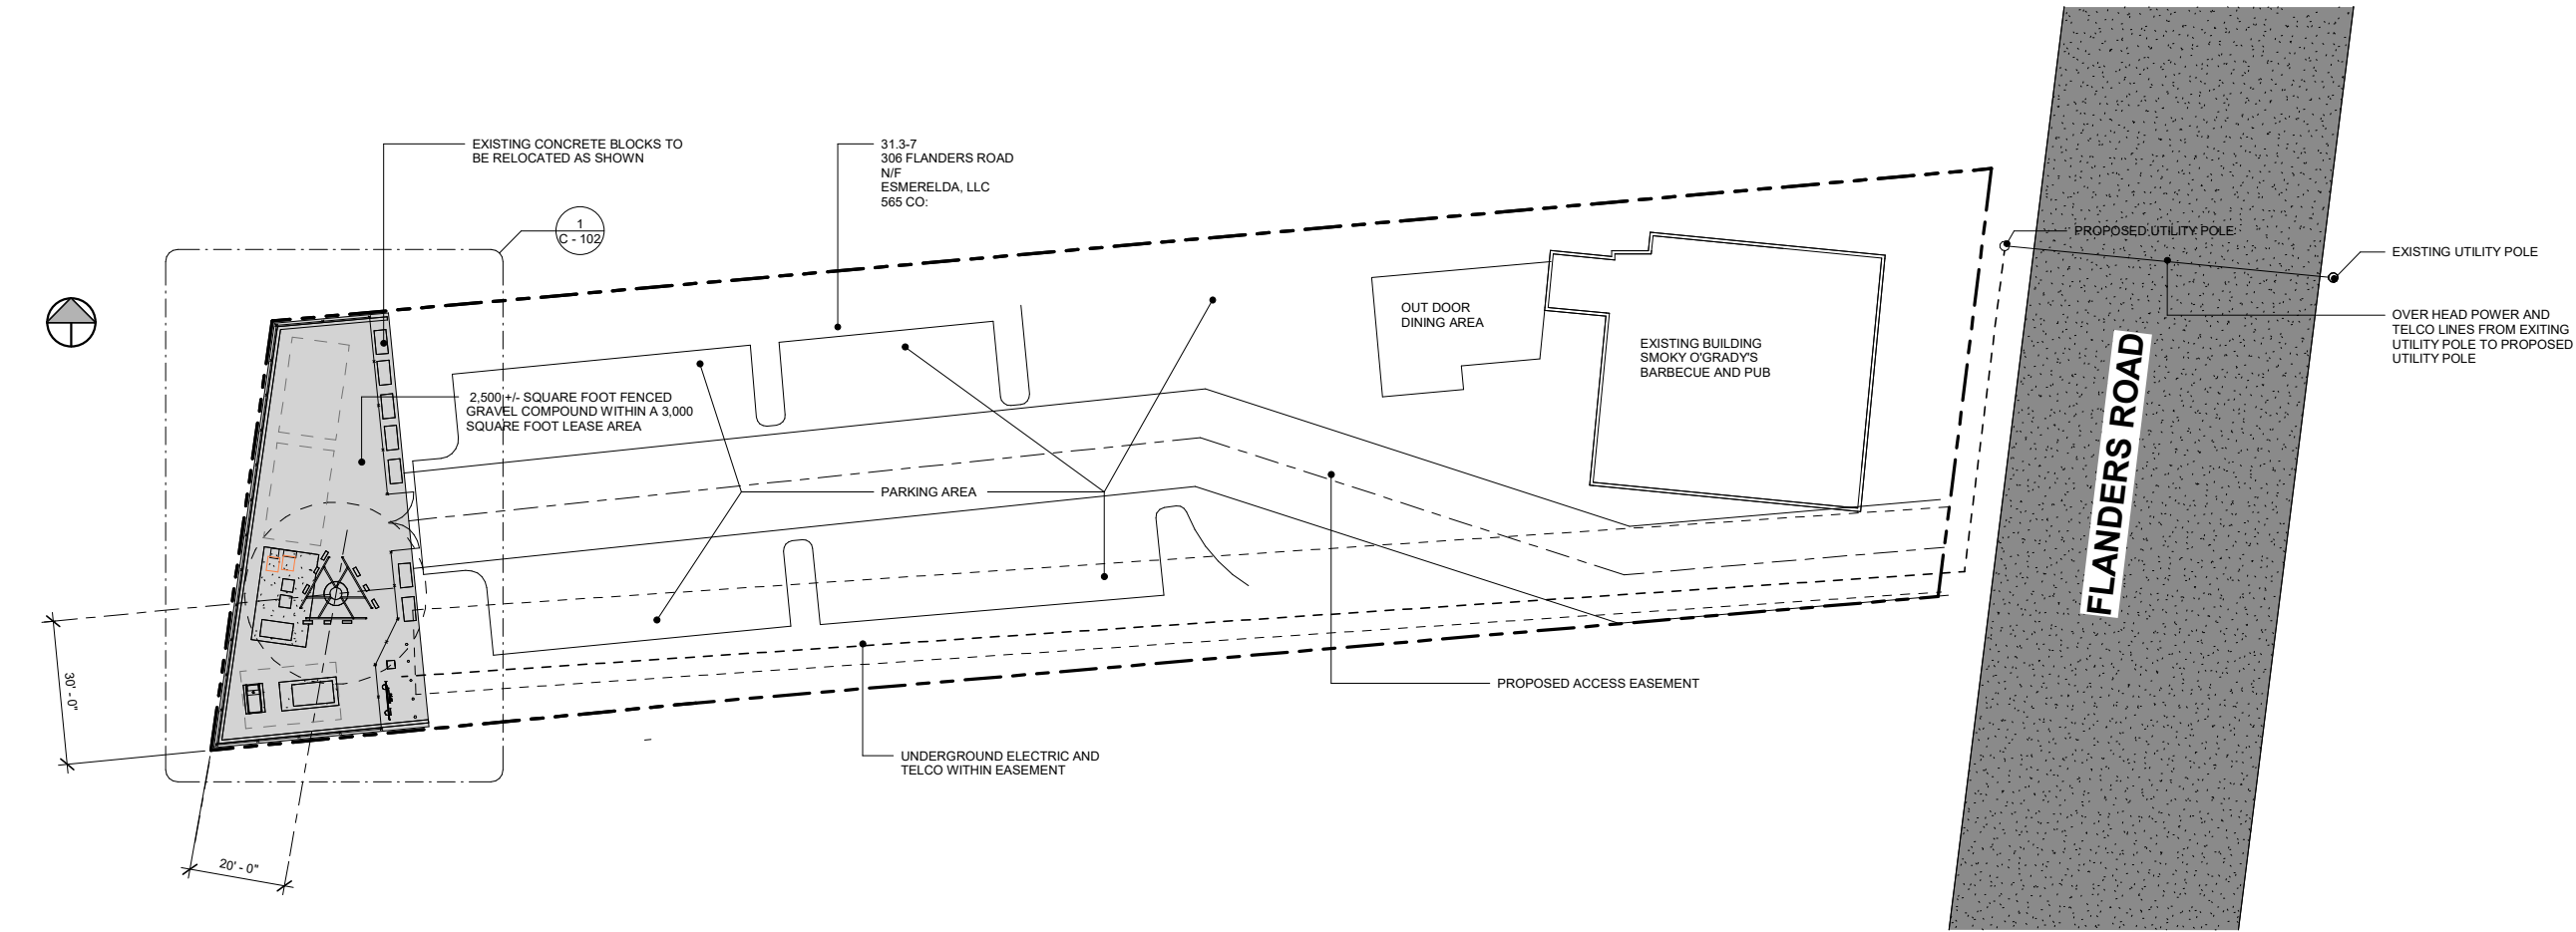 EXISTING CONCRETE BLOCKS TO
BE RELOCATED AS SHOWN
31.3-7
306 FLANDERS ROAD
N/F
ESMERELDA, LLC
565 CO:
1
C - 102
PROPOSED UTILITY POLE
EXISTING UTILITY POLE
OUT DOOR
DINING AREA
OVER HEAD POWER AND
TELCO LINES FROM EXITING
UTILITY POLE TO PROPOSED
UTILITY POLE
EXISTING BUILDING
SMOKY O'GRADY'S
BARBECUE AND PUB
FLANDERS ROAD
2,500 +/- SQUARE FOOT FENCED
GRAVEL COMPOUND WITHIN A 3,000
SQUARE FOOT LEASE AREA
PARKING AREA
30' - 0"
PROPOSED ACCESS EASEMENT
UNDERGROUND ELECTRIC AND
TELCO WITHIN EASEMENT
20' - 0"